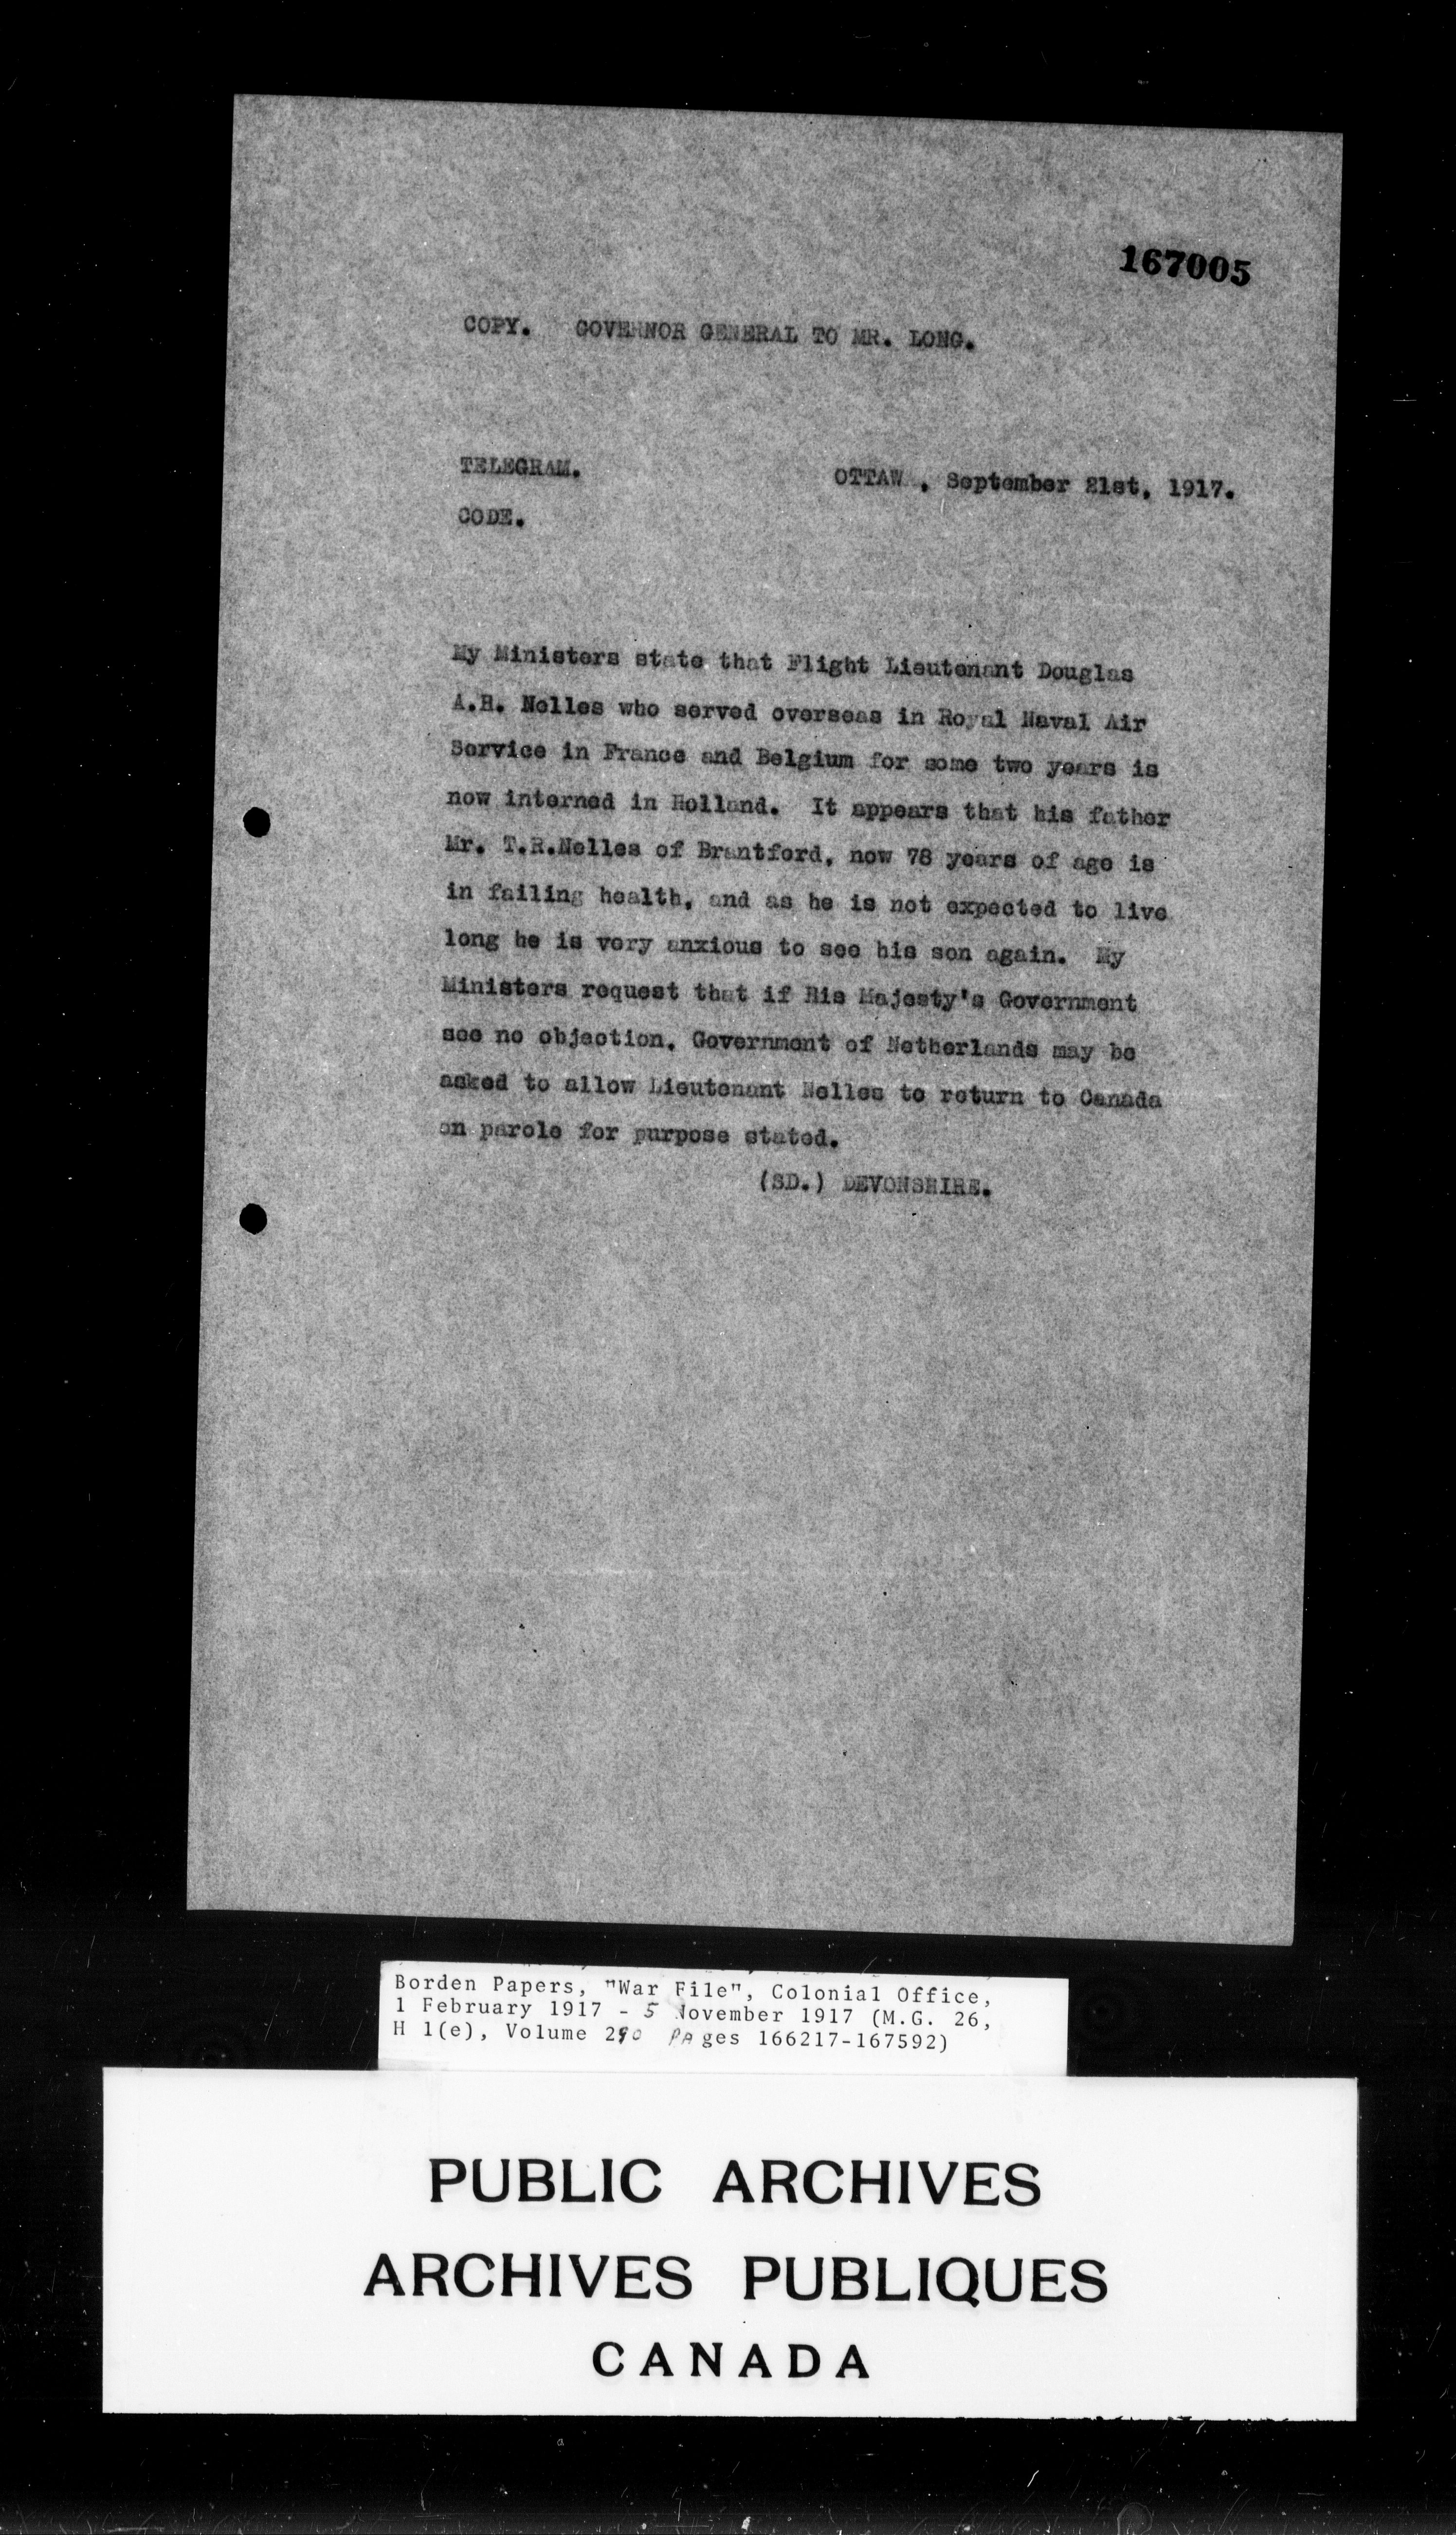 167005
COPY. GOVERNOR GENERAL TO MR. LONG.
TELEGRAM. OTTAW , September 21st, 1917.
CODE.
My Ministers state that Flight Lieutenant Douglas
A.H. Nelles who served overseas in Royal Naval Air
Service in France and Belgium for some two years is
now interned in Holland. It appears that his father
Mr. T.R.Nelles of Brantford, now 78 years of age is
in failing health, and as he is not expected to live
long he is very anxious to see his son again. My
Ministers request that if His Majesty's Government
see no objection, Government of Netherlands may be
asked to allow Lieutenant Nelles to return to Canada
on parole for purpose stated.
(SD.) DEVONSHIRE.
Borden Papers, "War File", Colonial Office,
1 February 1917 - 5 November 1917 (M.G. 26,
H 1(e), Volume 290 PAges 166217-167592)
PUBLIC ARCHIVES
ARCHIVES PUBLIQUES
CANADA